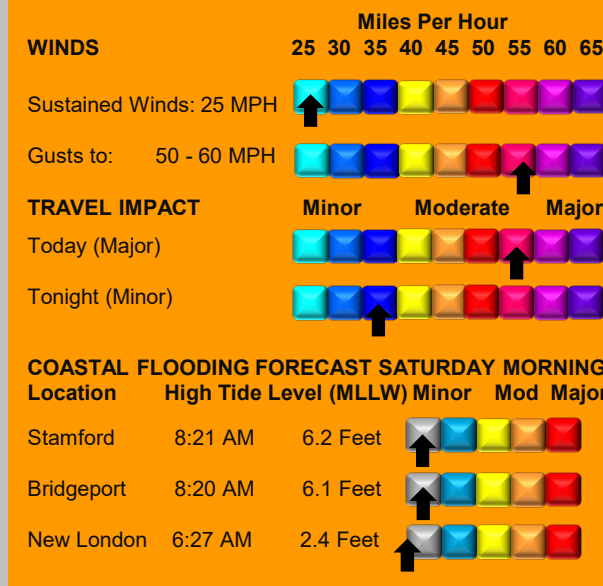 Miles Per Hour
WINDS 25 30 35 40 45 50 55 60 65
Sustained Winds: 25 MPH
Gusts to: 50 - 60 MPH
TRAVEL IMPACT Minor Moderate Major
Today (Major)
Tonight (Minor)
COASTAL FLOODING FORECAST SATURDAY MORNING
Location High Tide Level (MLLW) Minor Mod Major
Stamford 8:21 AM 6.2 Feet
Bridgeport 8:20 AM 6.1 Feet
New London 6:27 AM 2.4 Feet